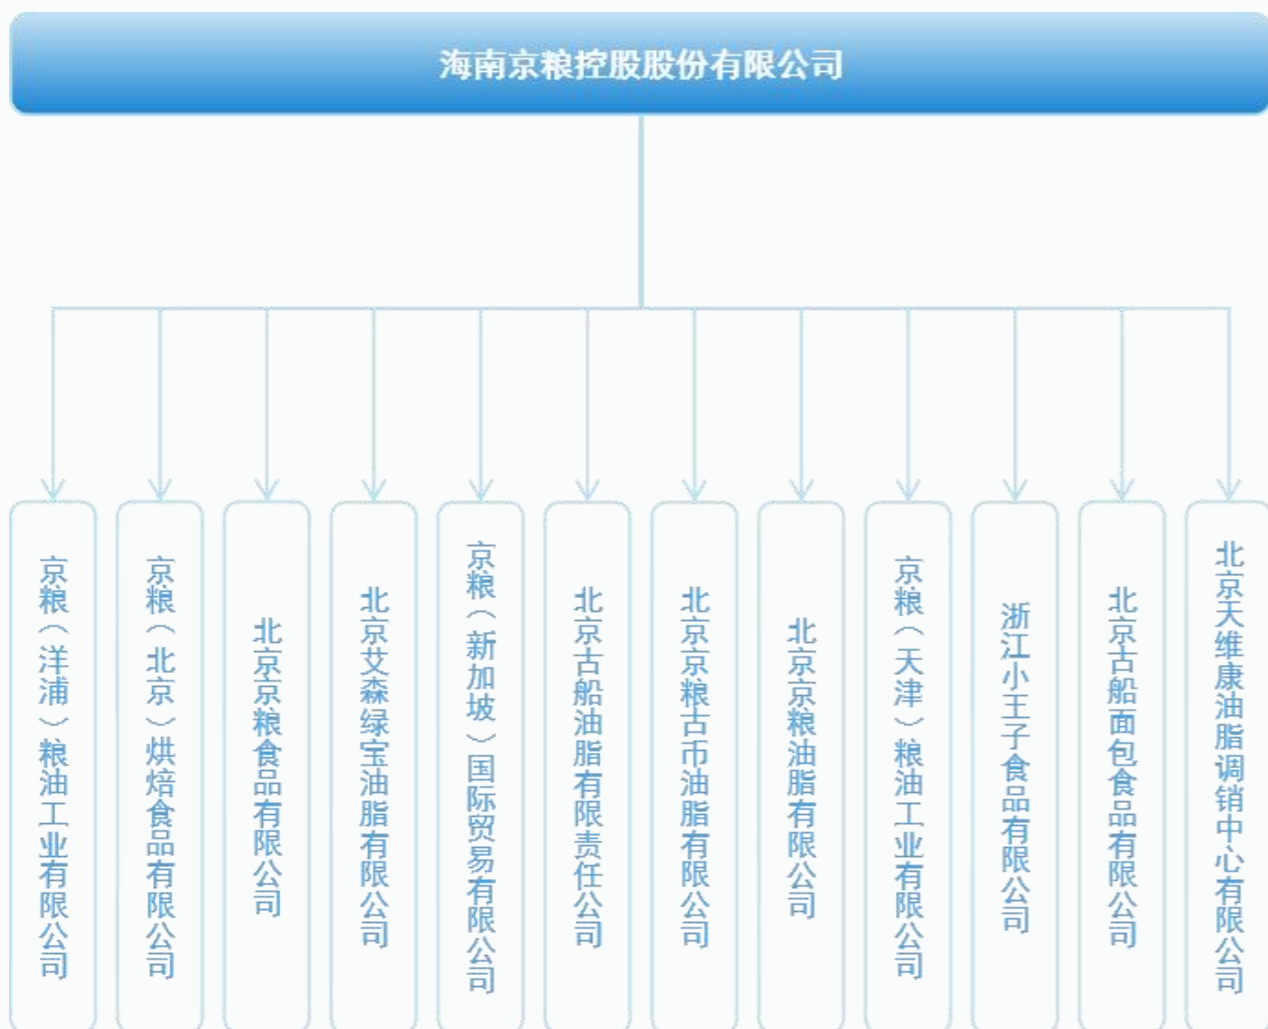 海南京粮控股股份有限公司
京粮（洋浦）粮油工业有限公司
京粮（北京）烘焙食品有限公司
北京京粮食品有限公司
北京艾森绿宝油脂有限公司
京粮（新加坡）国际贸易有限公司
北京古船油脂有限责任公司
北京京粮古币油脂有限公司
北京京粮油脂有限公司
京粮（天津）粮油工业有限公司
浙江小王子食品有限公司
北京古船面包食品有限公司
北京天维康油脂调销中心有限公司